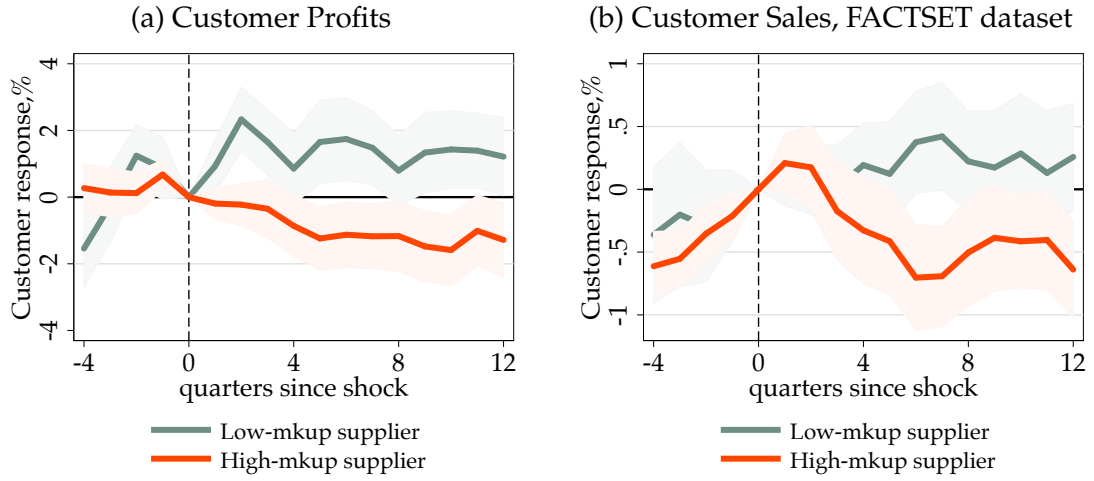 (a) Customer Profits
Customer response,%
4
2
0
-2
-4
-4 0 4 8 12
quarters since shock
Low-mkup supplier
High-mkup supplier
(b) Customer Sales, FACTSET dataset
Customer response,%
1
.5
0
-.5
-1
-4 0 4 8 12
quarters since shock
Low-mkup supplier
High-mkup supplier